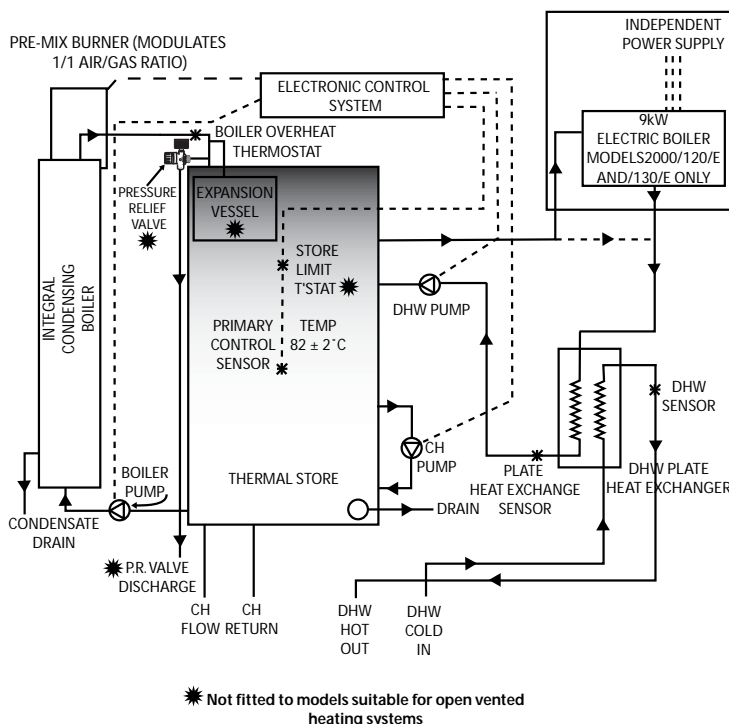 PRE-MIX BURNER (MODULATES
1/1 AIR/GAS RATIO)
ELECTRONIC CONTROL
SYSTEM
INDEPENDENT
POWER SUPPLY
9kW
ELECTRIC BOILER
MODELS2000/120/E
AND/130/E ONLY
BOILER OVERHEAT
THERMOSTAT
PRESSURE
RELIEF
VALVE
EXPANSION
VESSEL
INTEGRAL
CONDENSING
BOILER
STORE
LIMIT
T'STAT
DHW PUMP
PRIMARY
CONTROL
SENSOR
TEMP
82 ± 2˚C
DHW
SENSOR
CH
PUMP
PLATE
HEAT EXCHANGE
SENSOR
DHW PLATE
HEAT EXCHANGER
THERMAL STORE
BOILER
PUMP
DRAIN
CONDENSATE
DRAIN
P.R. VALVE
DISCHARGE
CH
FLOW
CH
RETURN
DHW
HOT
OUT
DHW
COLD
IN
Not fitted to models suitable for open vented
heating systems